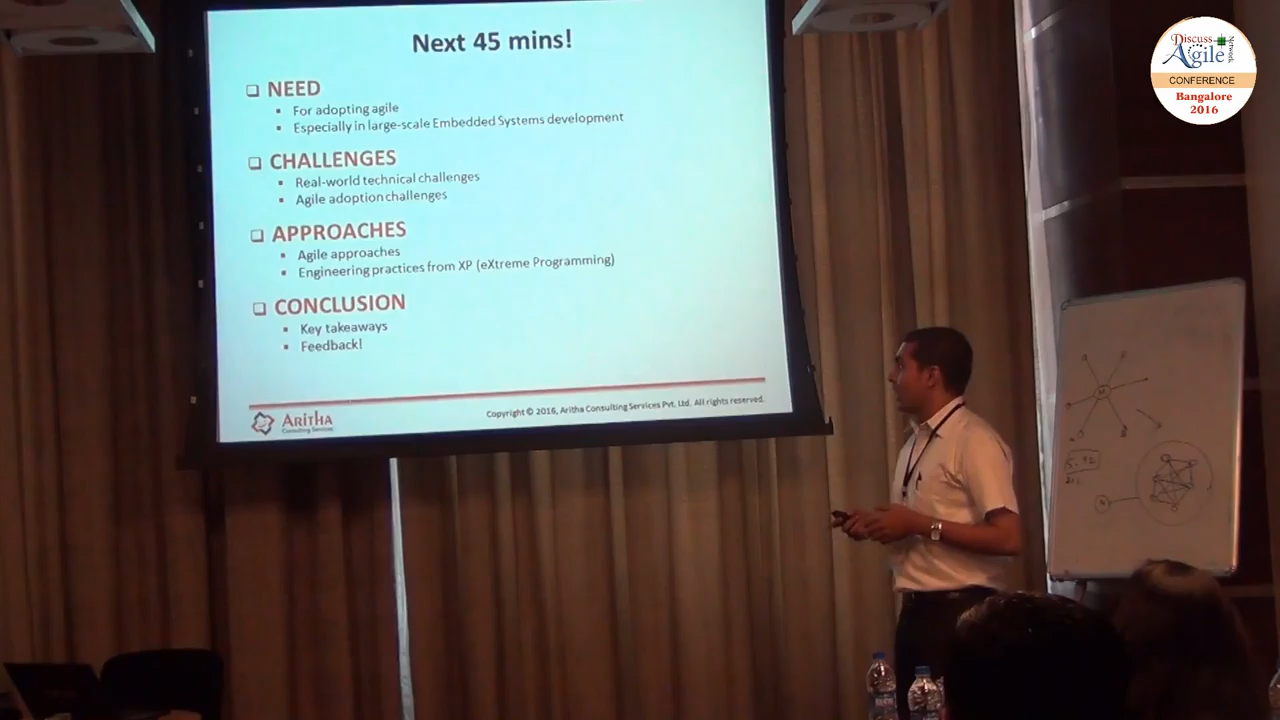 Next 45 mins!
❑ NEED
▪ For adopting agile
▪ Especially in large-scale Embedded Systems development
❑ CHALLENGES
▪ Real-world technical challenges
▪ Agile adoption challenges
❑ APPROACHES
▪ Agile approaches
▪ Engineering practices from XP (eXtreme Programming)
❑ CONCLUSION
▪ Key takeaways
▪ Feedback!
ARITHA
Consulting Services
Copyright © 2016, Aritha Consulting Services Pvt. Ltd. All rights reserved.
Discuss
Agile
Network
CONFERENCE
Bangalore
2016